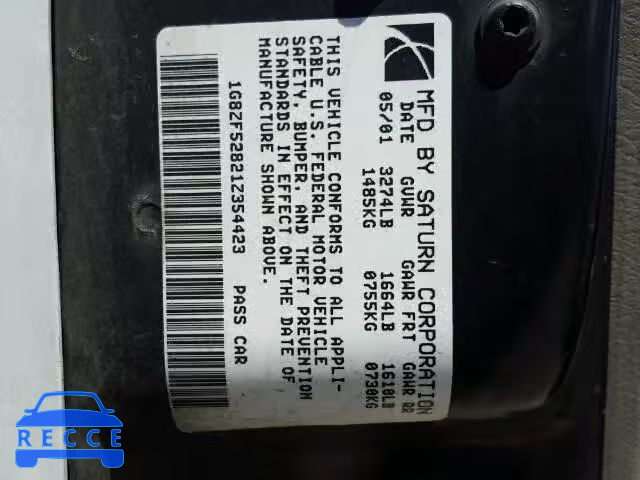 MFD BY SATURN CORPORATION
DATE GVWR GAWR FRT GAWR RR
05/01 3274LB 1664LB 1610LB
1485KG 0755KG 0730KG
THIS VEHICLE CONFORMS TO ALL APPLI-
CABLE U.S. FEDERAL MOTOR VEHICLE
SAFETY, BUMPER, AND THEFT PREVENTION
STANDARDS IN EFFECT ON THE DATE OF
MANUFACTURE SHOWN ABOVE.
1G8ZF52821Z354423 PASS CAR
RECCE